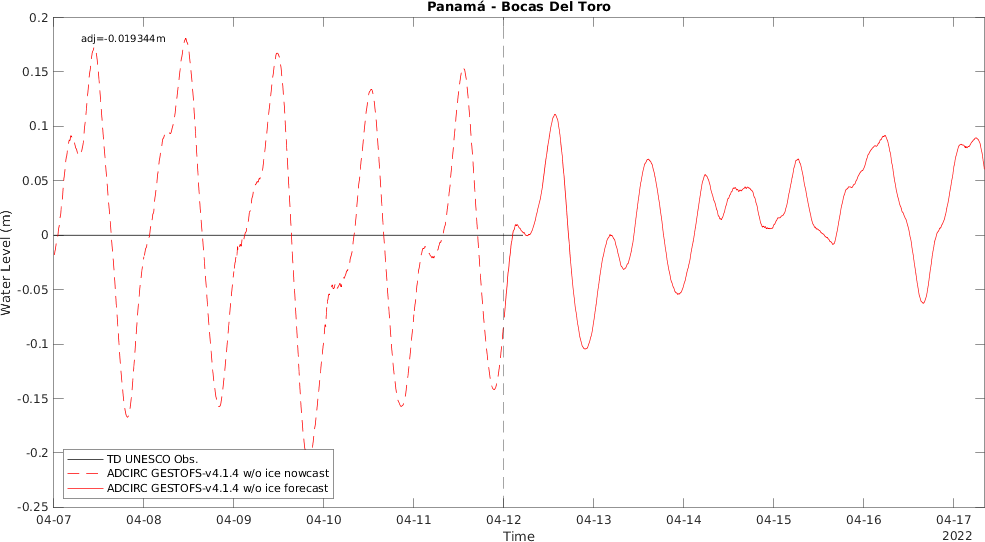 Panamá - Bocas Del Toro
adj=-0.019344m
Water Level (m)
0.2
0.15
0.1
0.05
0
-0.05
-0.1
-0.15
-0.2
-0.25
TD UNESCO Obs.
ADCIRC GESTOFS-v4.1.4 w/o ice nowcast
ADCIRC GESTOFS-v4.1.4 w/o ice forecast
04-07 04-08 04-09 04-10 04-11 04-12 04-13 04-14 04-15 04-16 04-17
Time
2022